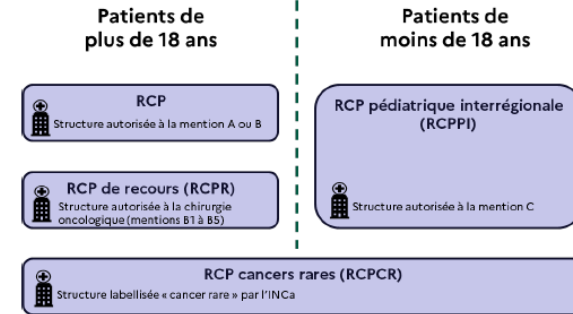 Patients de
plus de 18 ans
Patients de
moins de 18 ans
RCP
Structure autorisée à la mention A ou B
RCP de recours (RCPR)
Structure autorisée à la chirurgie
oncologique (mentions B1 à B5)
RCP pédiatrique interrégionale
(RCPPI)
Structure autorisée à la mention C
RCP cancers rares (RCPCR)
Structure labellisée « cancer rare » par l'INCa